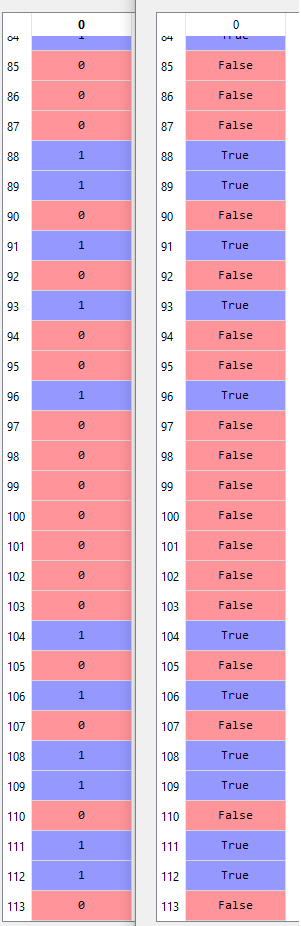 0 0
84 1 84 True
85 0 85 False
86 0 86 False
87 0 87 False
88 1 88 True
89 1 89 True
90 0 90 False
91 1 91 True
92 0 92 False
93 1 93 True
94 0 94 False
95 0 95 False
96 1 96 True
97 0 97 False
98 0 98 False
99 0 99 False
100 0 100 False
101 0 101 False
102 0 102 False
103 0 103 False
104 1 104 True
105 0 105 False
106 1 106 True
107 0 107 False
108 1 108 True
109 1 109 True
110 0 110 False
111 1 111 True
112 1 112 True
113 0 113 False